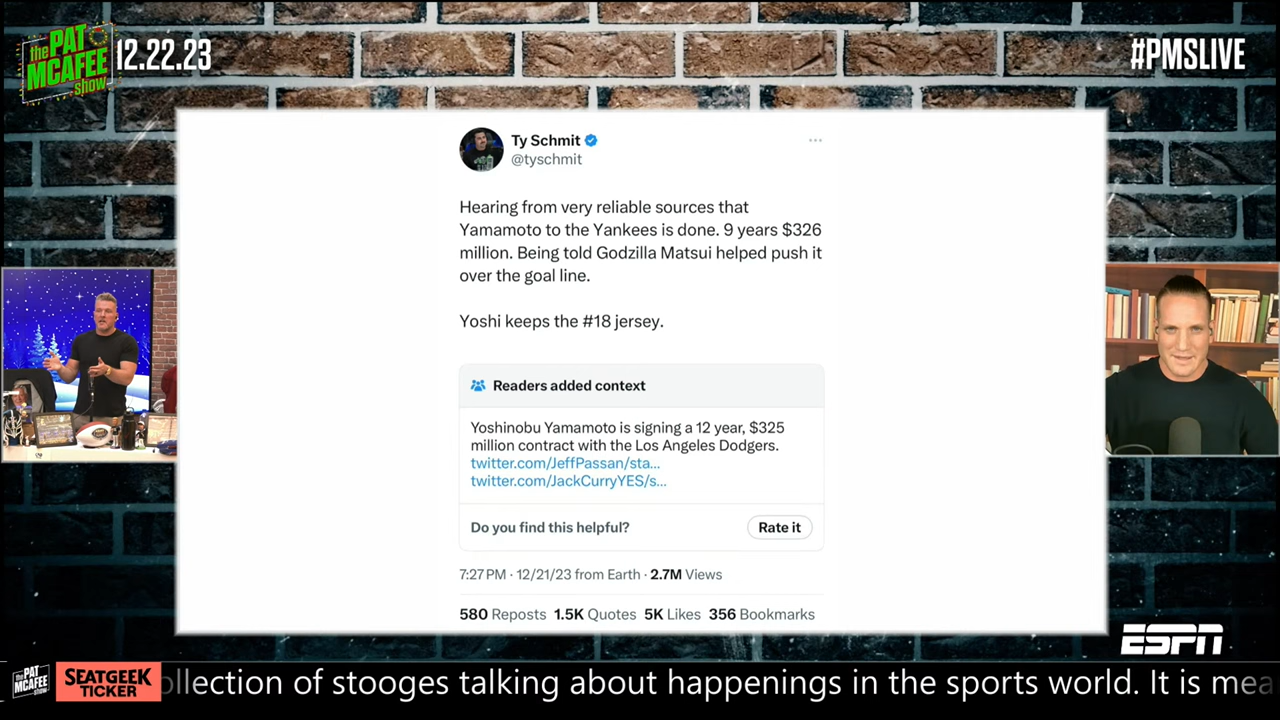 the PAT MCAFEE show
12.22.23
#PMSLIVE
Ty Schmit
@tyschmit
Hearing from very reliable sources that
Yamamoto to the Yankees is done. 9 years $326
million. Being told Godzilla Matsui helped push it
over the goal line.
Yoshi keeps the #18 jersey.
Readers added context
Yoshinobu Yamamoto is signing a 12 year, $325
million contract with the Los Angeles Dodgers.
twitter.com/JeffPassan/sta...
twitter.com/JackCurryYES/s...
Do you find this helpful?
Rate it
7:27 PM · 12/21/23 from Earth · 2.7M Views
580 Reposts 1.5K Quotes 5K Likes 356 Bookmarks
ESPN
the PAT MCAFEE show
SEATGEEK
TICKER
ollection of stooges talking about happenings in the sports world. It is mea